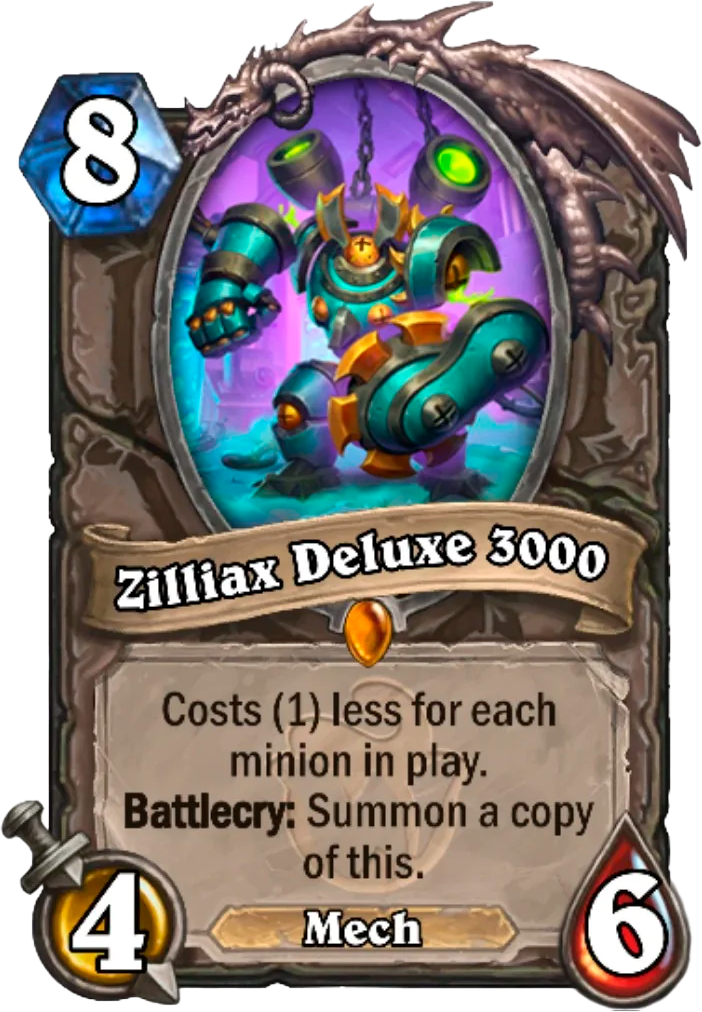 8
Zilliax Deluxe 3000
Costs (1) less for each
minion in play.
Battlecry: Summon a copy
of this.
4
Mech
6